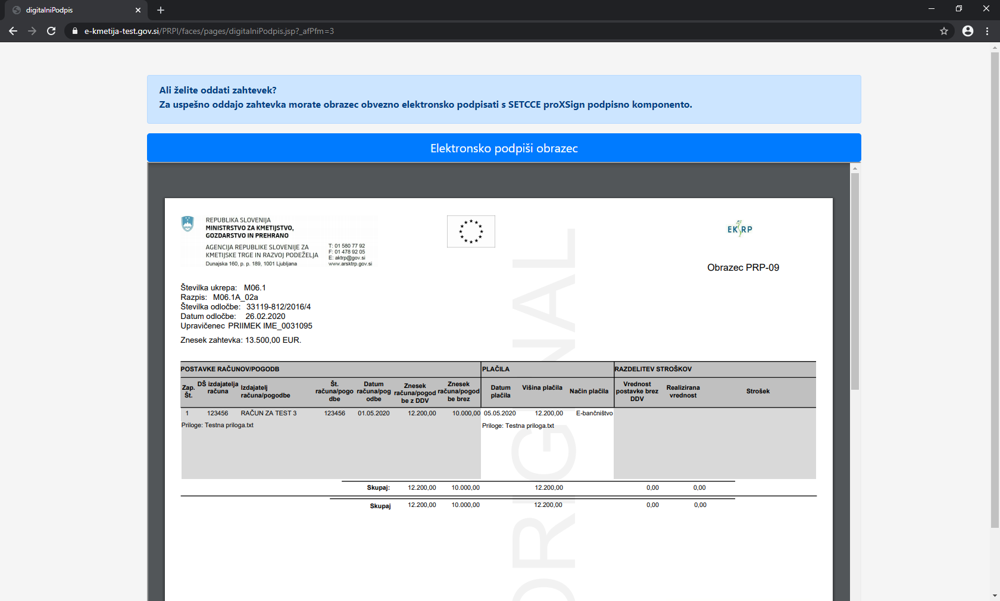 digitalniPodpis
e-kmetija-test.gov.si/PRPI/faces/pages/digitalniPodpis.jsp?_afPfm=3
Ali želite oddati zahtevek?
Za uspešno oddajo zahtevka morate obrazec obvezno elektronsko podpisati s SETCCE proXSign podpisno komponento.
Elektronsko podpiši obrazec
REPUBLIKA SLOVENIJA
MINISTRSTVO ZA KMETIJSTVO,
GOZDARSTVO IN PREHRANO
AGENCIJA REPUBLIKE SLOVENIJE ZA
KMETIJSKE TRGE IN RAZVOJ PODEŽELJA
Dunajska 160, p. p. 189, 1001 Ljubljana
T: 01 580 77 92
F: 01 478 92 05
E: aktrp@gov.si
www.arsktrp.gov.si
EKSRP
Obrazec PRP-09
Številka ukrepa: M06.1
Razpis: M06.1A_02a
Številka odločbe: 33119-812/2016/4
Datum odločbe: 26.02.2020
Upravičenec PRIIMEK IME_0031095
Znesek zahtevka: 13.500,00 EUR.
POSTAVKE RAČUNOV/POGODB PLAČILA RAZDELITEV STROŠKOV
Zap. Št.
DŠ izdajatelja računa
Izdajatelj računa/pogodbe
Št. računa/pogo dbe
Datum računa/pog odbe
Znesek računa/pogod be z DDV
Znesek računa/pogod be brez
Datum plačila
Višina plačila
Način plačila
Vrednost postavke brez DDV
Realizirana vrednost
Strošek
1 123456 RAČUN ZA TEST 3 123456 01.05.2020 12.200,00 10.000,00 05.05.2020 12.200,00 E-bančništvo
Priloge: Testna priloga.txt Priloge: Testna priloga.txt
Skupaj: 12.200,00 10.000,00 12.200,00 0,00 0,00
Skupaj 12.200,00 10.000,00 12.200,00 0,00 0,00
ORIGINAL